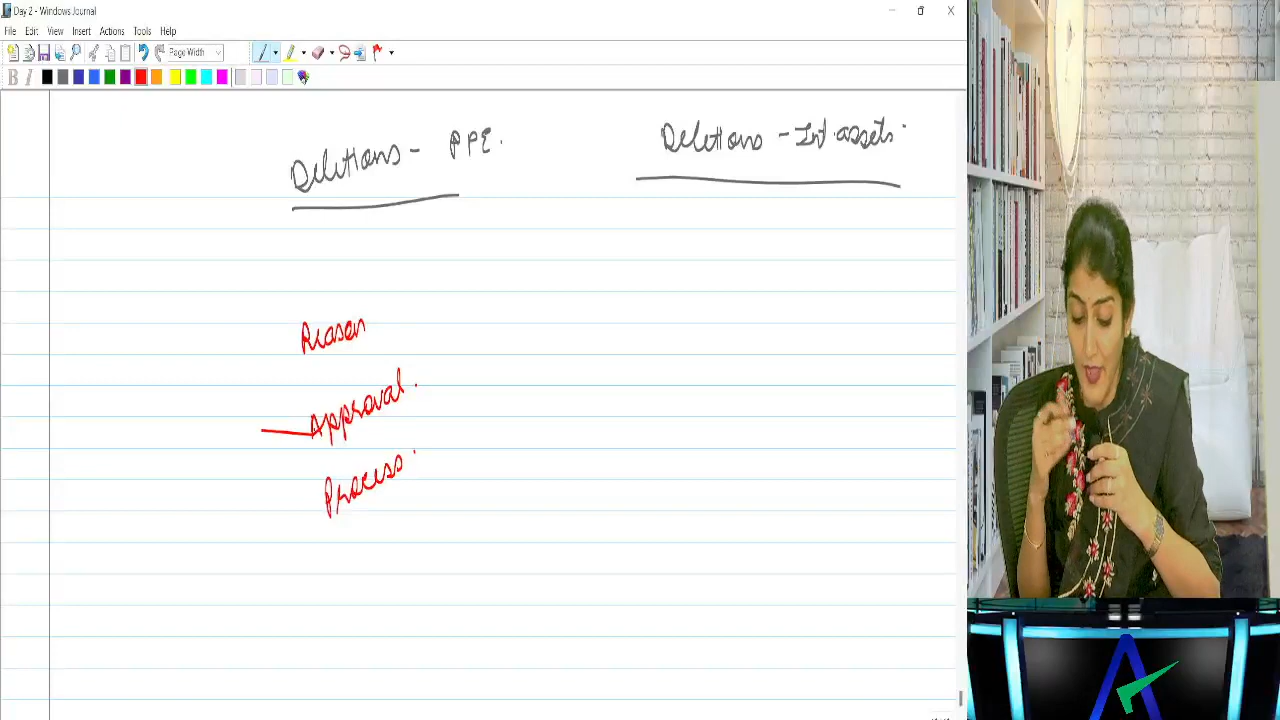 Day 2 - Windows Journal
File Edit View Insert Actions Tools Help
Page Width
B I
Deletions - PPE.
Deletions - Int. assets.
Reason
Approval.
Process.